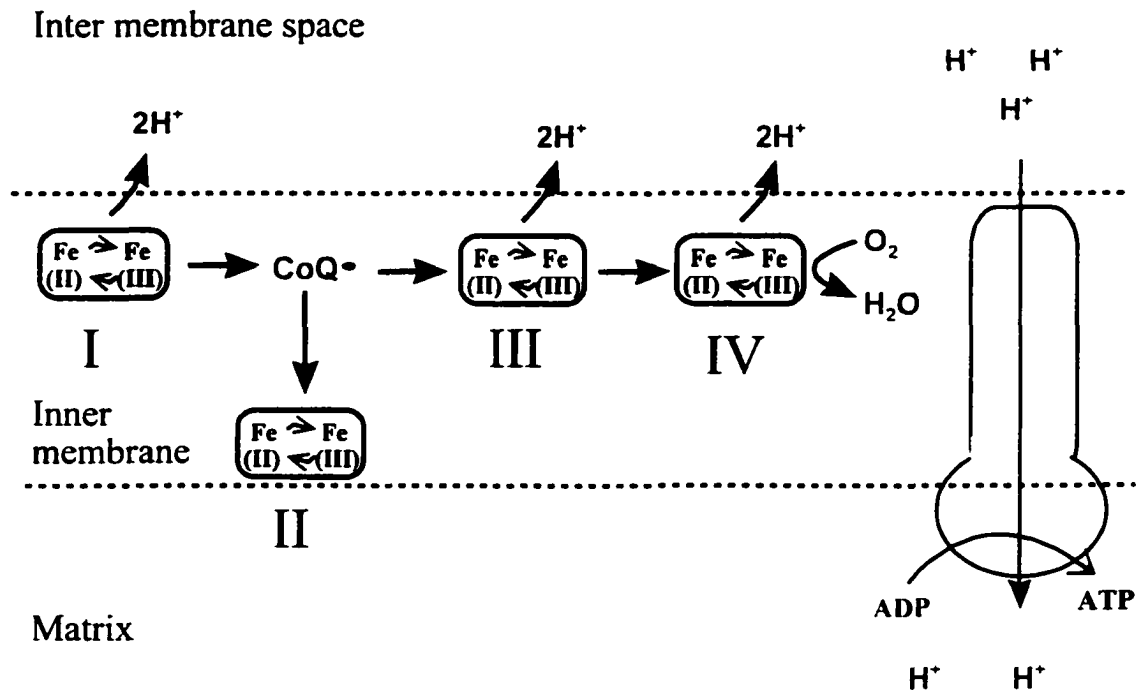 Inter membrane space
H⁺ H⁺
H⁺
2H⁺ 2H⁺ 2H⁺
Fe Fe
(II) (III)
CoQ•
Fe Fe
(II) (III)
Fe Fe
(II) (III)
O₂
H₂O
I
III
IV
Inner
membrane
Fe Fe
(II) (III)
II
ADP
ATP
Matrix
H⁺ H⁺